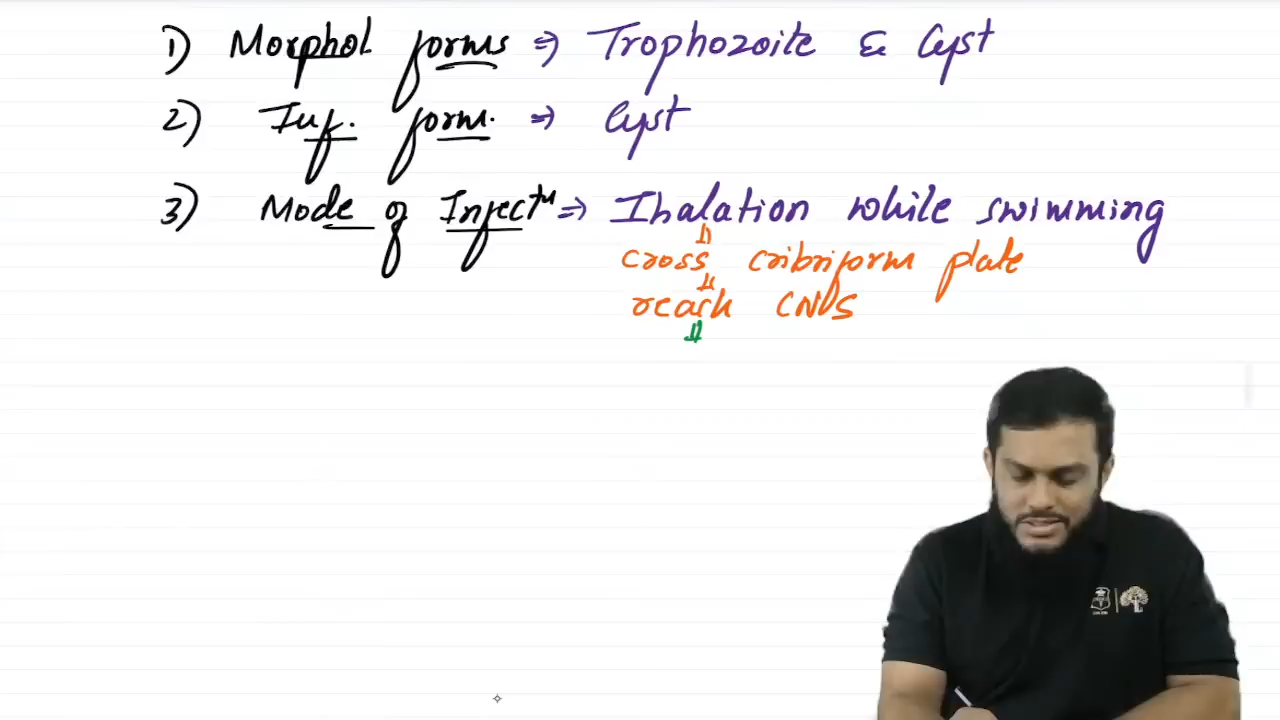 1) Morphol forms ⇒ Trophozoite & Cyst
2) Inf. form. ⇒ Cyst
3) Mode of Infectⁿ ⇒ Ihalation while swimming
⇓
cross cribriform plate
⇓
reach CNS
⇓